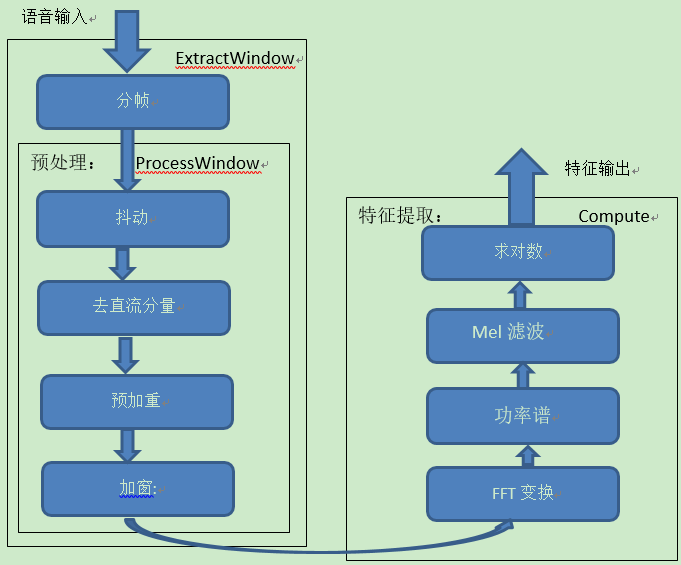 语音输入
ExtractWindow
分帧
预处理： ProcessWindow
抖动
去直流分量
预加重
加窗:
特征输出
特征提取： Compute
求对数
Mel 滤波
功率谱
FFT 变换